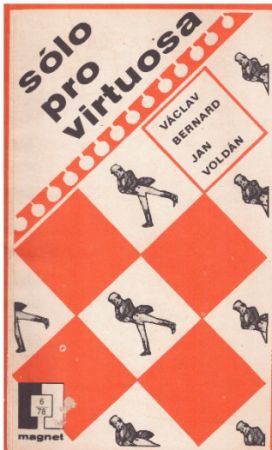 sólo
pro
virtuosa
VÁCLAV
BERNARD
JAN
VOLDÁN
6
78
magnet